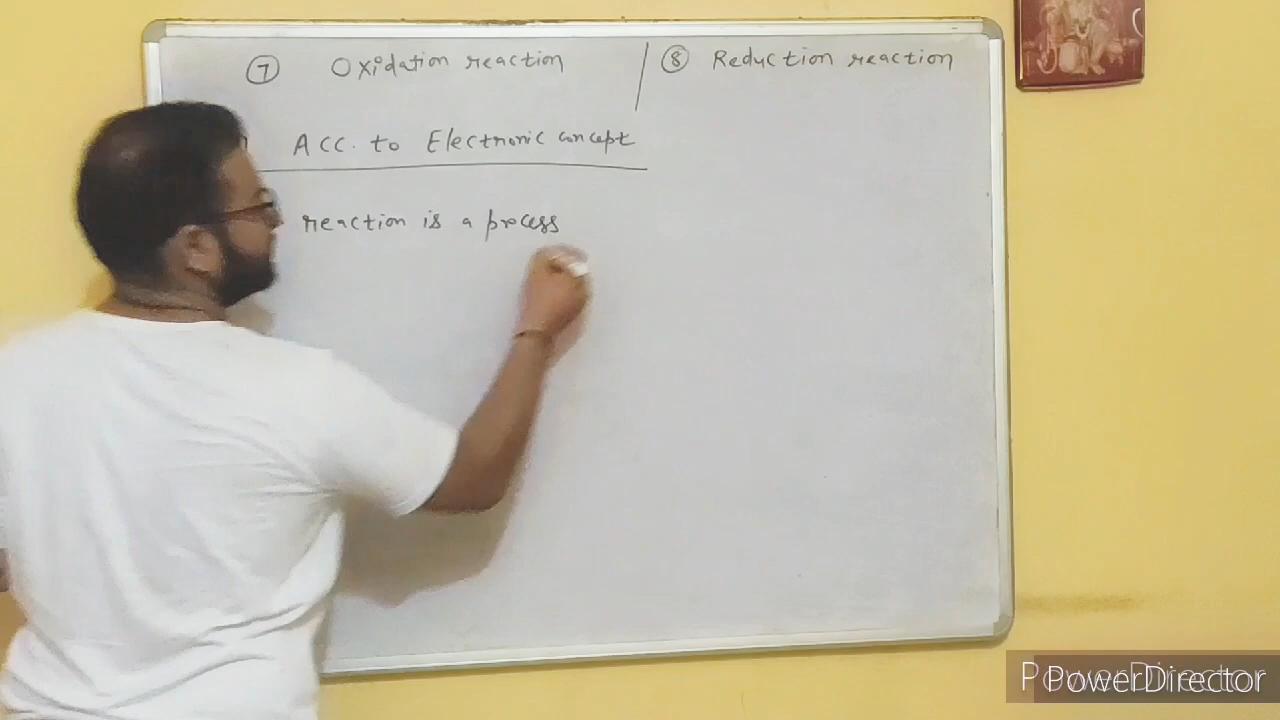 ⑦ Oxidation reaction / ⑧ Reduction reaction
Acc. to Electronic concept
reaction is a process
PowerDirector